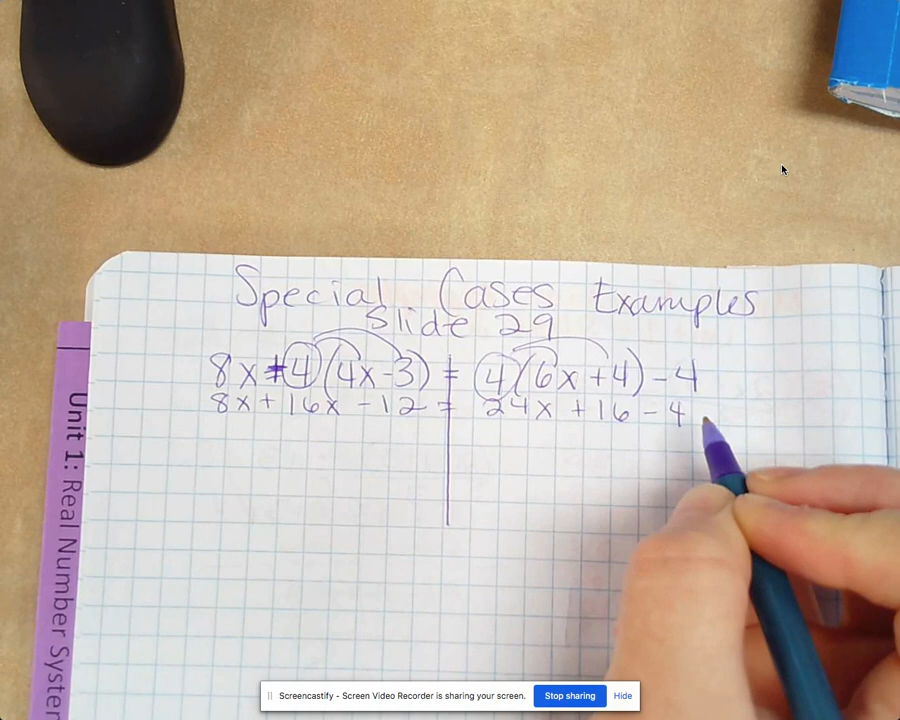 Special Cases Examples
Slide 29
8x+4(4x-3) = 4(6x+4)-4
8x+16x-12 = 24x+16-4
Unit 1: Real Number System
Screencastify - Screen Video Recorder is sharing your screen. Stop sharing Hide